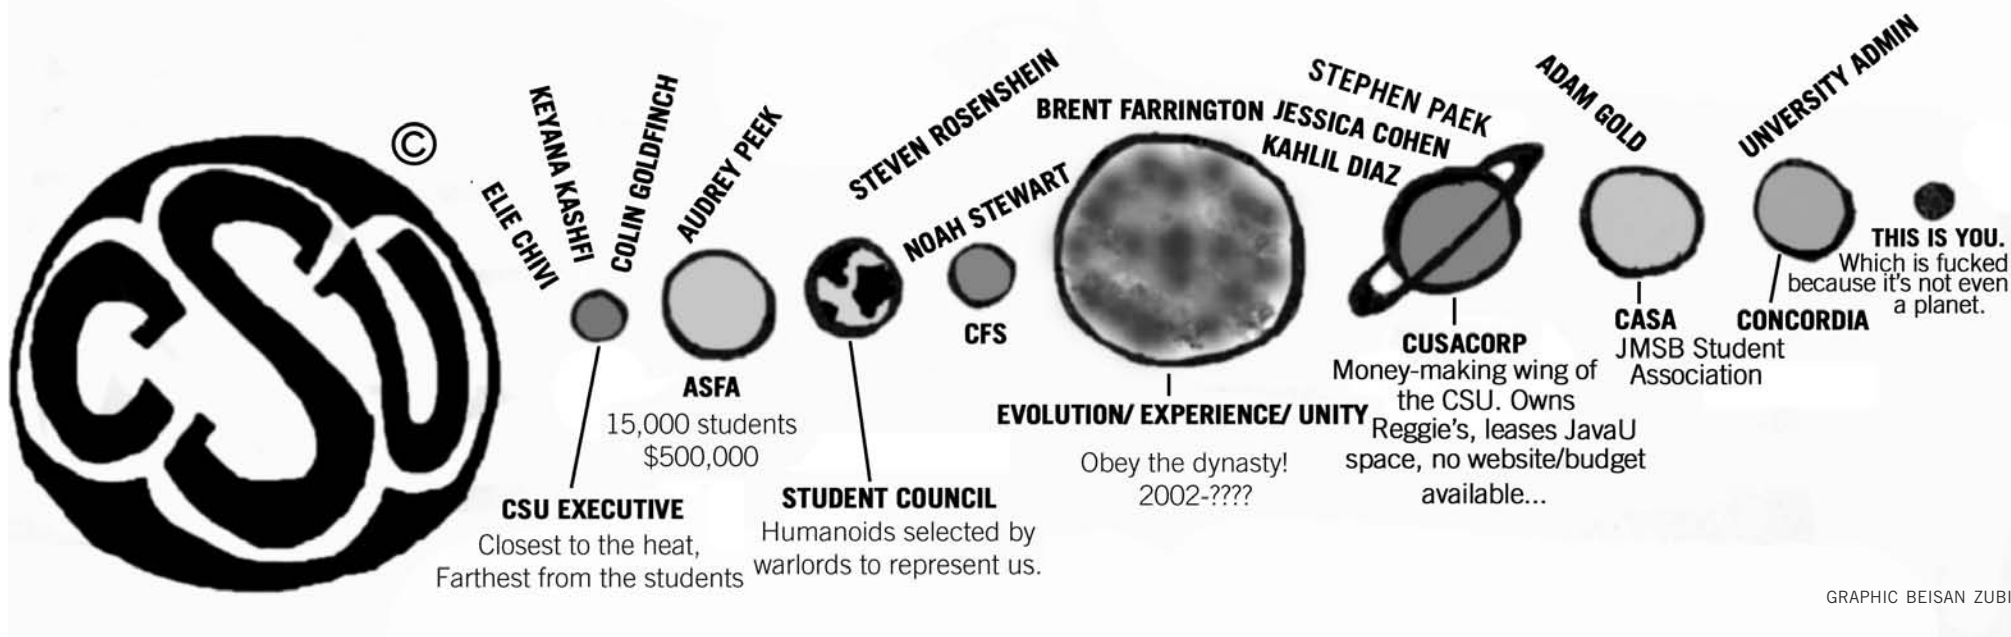 CSU
©
ELIE CHIVI
KEYANA KASHFI
COLIN GOLDFINCH
CSU EXECUTIVE
Closest to the heat,
Farthest from the students
AUDREY PEEK
ASFA
15,000 students
$500,000
STEVEN ROSENSHEIN
STUDENT COUNCIL
Humanoids selected by
warlords to represent us.
NOAH STEWART
CFS
BRENT FARRINGTON
EVOLUTION/ EXPERIENCE/ UNITY
Obey the dynasty!
2002-????
STEPHEN PAEK
JESSICA COHEN
KAHLIL DIAZ
CUSACORP
Money-making wing of
the CSU. Owns
Reggie's, leases JavaU
space, no website/budget
available...
ADAM GOLD
CASA
JMSB Student
Association
UNVERSITY ADMIN
CONCORDIA
THIS IS YOU.
Which is fucked
because it's not even
a planet.
GRAPHIC BEISAN ZUBI